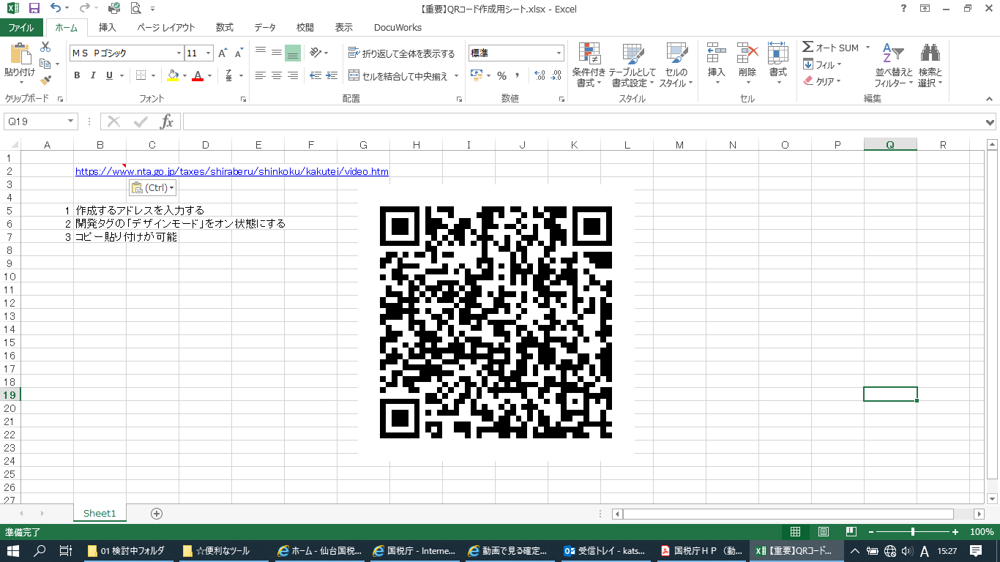 【重要】QRコード作成用シート.xlsx - Excel
ファイル ホーム 挿入 ページ レイアウト 数式 データ 校閲 表示 DocuWorks
貼り付け
クリップボード
ＭＳ Ｐゴシック 11
B I U
フォント
折り返して全体を表示する
セルを結合して中央揃え
配置
標準
% ,
数値
条件付き書式
テーブルとして書式設定
セルのスタイル
スタイル
挿入 削除 書式
セル
オート SUM
フィル
クリア
並べ替えとフィルター
検索と選択
編集
Q19
fx
A B C D E F G H I J K L M N O P Q R
1
2 https://www.nta.go.jp/taxes/shiraberu/shinkoku/kakutei/video.htm
3 (Ctrl)
4
5 1 作成するアドレスを入力する
6 2 開発タグの「デザインモード」をオン状態にする
7 3 コピー貼り付けが可能
8
9
10
11
12
13
14
15
16
17
18
19
20
21
22
23
24
25
26
27
Sheet1
準備完了
100%
01 検討中フォルダ
☆便利なツール
ホーム - 仙台国税...
国税庁 - Interne...
動画で見る確定...
受信トレイ - kats...
国税庁ＨＰ（動...
【重要】QRコード...
A 15:27